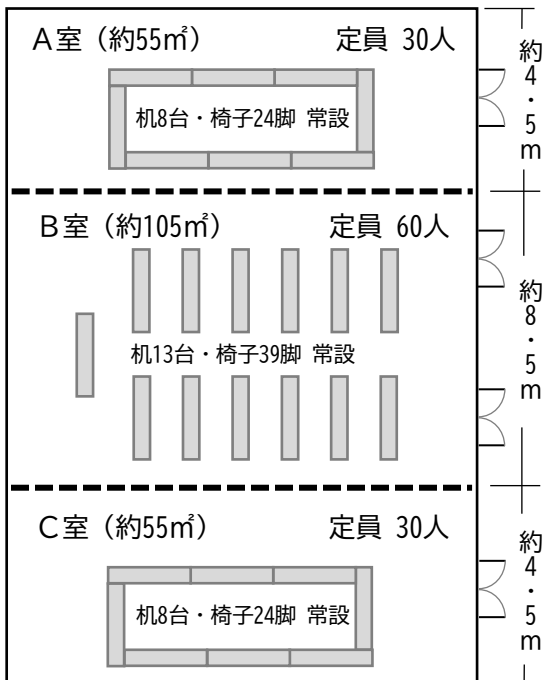 A室（約55㎡）　定員 30人
机8台・椅子24脚 常設
約4・5m
B室（約105㎡）　定員 60人
机13台・椅子39脚 常設
約8・5m
C室（約55㎡）　定員 30人
机8台・椅子24脚 常設
約4・5m